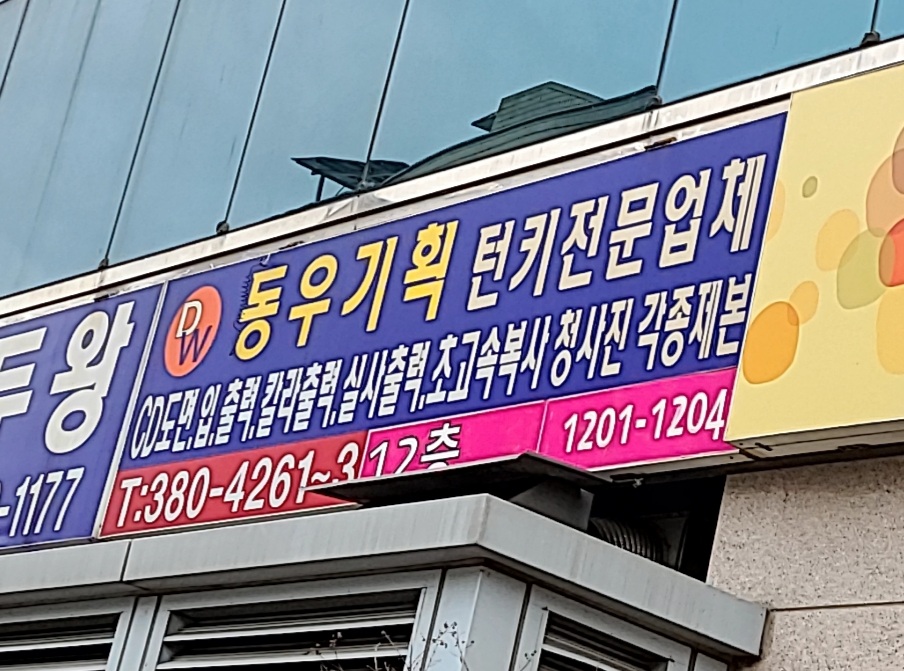 두왕
-1177
DW 동우기획 턴키전문업체
CD도면,입,출력,칼라출력,실사출력,초고속복사 청사진 각종제본
T:380-4261~3 12층 1201-1204